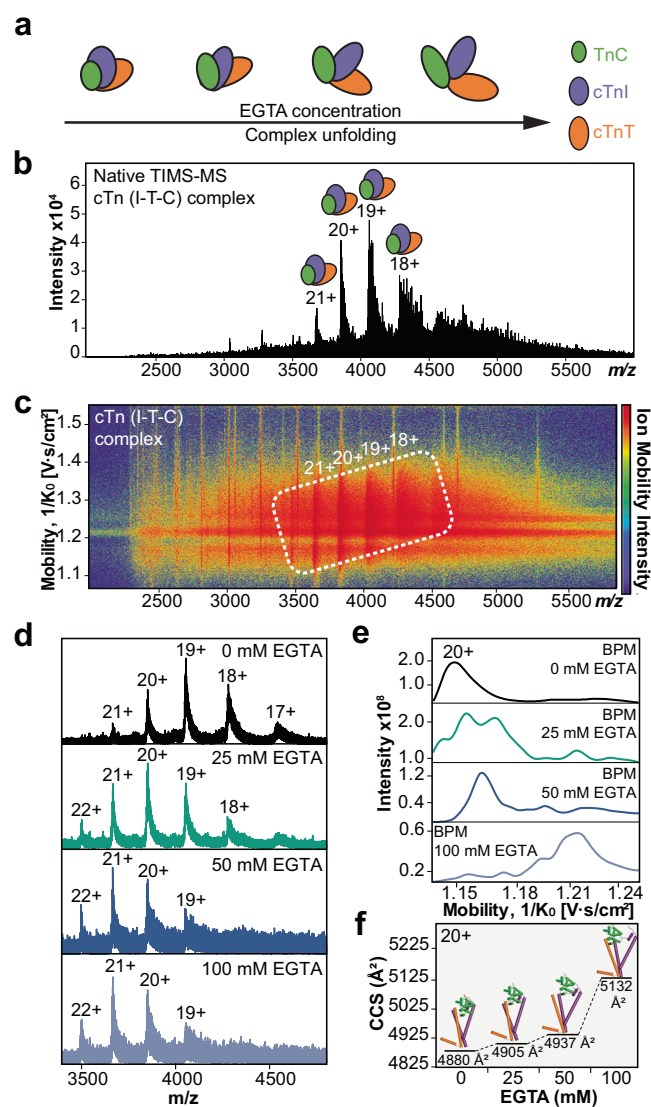 a
TnC
cTnI
cTnT
EGTA concentration
Complex unfolding
b
Native TIMS-MS
cTn (I-T-C) complex
21+
20+
19+
18+
Intensity x10⁴
6
5
4
3
2
1
0
2500 3000 3500 4000 4500 5000 5500 m/z
c
cTn (I-T-C)
complex
21+ 20+ 19+ 18+
Mobility, 1/K₀ [V·s/cm²]
1.5
1.4
1.3
1.2
1.1
2500 3000 3500 4000 4500 5000 5500 m/z
Ion Mobility Intensity
d
0 mM EGTA
21+ 20+ 19+ 18+ 17+
25 mM EGTA
22+ 21+ 20+ 19+ 18+
50 mM EGTA
22+ 21+ 20+ 19+
100 mM EGTA
22+ 21+ 20+ 19+
3500 4000 4500
m/z
e
20+
BPM
0 mM EGTA
2.0
1.0
BPM
25 mM EGTA
2.0
1.0
BPM
50 mM EGTA
1.2
0.4
BPM
100 mM EGTA
0.6
0.2
Intensity x10⁸
1.15 1.18 1.21 1.24
Mobility, 1/K₀ [V·s/cm²]
f
20+
CCS (Å²)
5225
5125
5025
4925
4825
4880 Å²
4905 Å²
4937 Å²
5132
Å²
0 25 50 100
EGTA (mM)